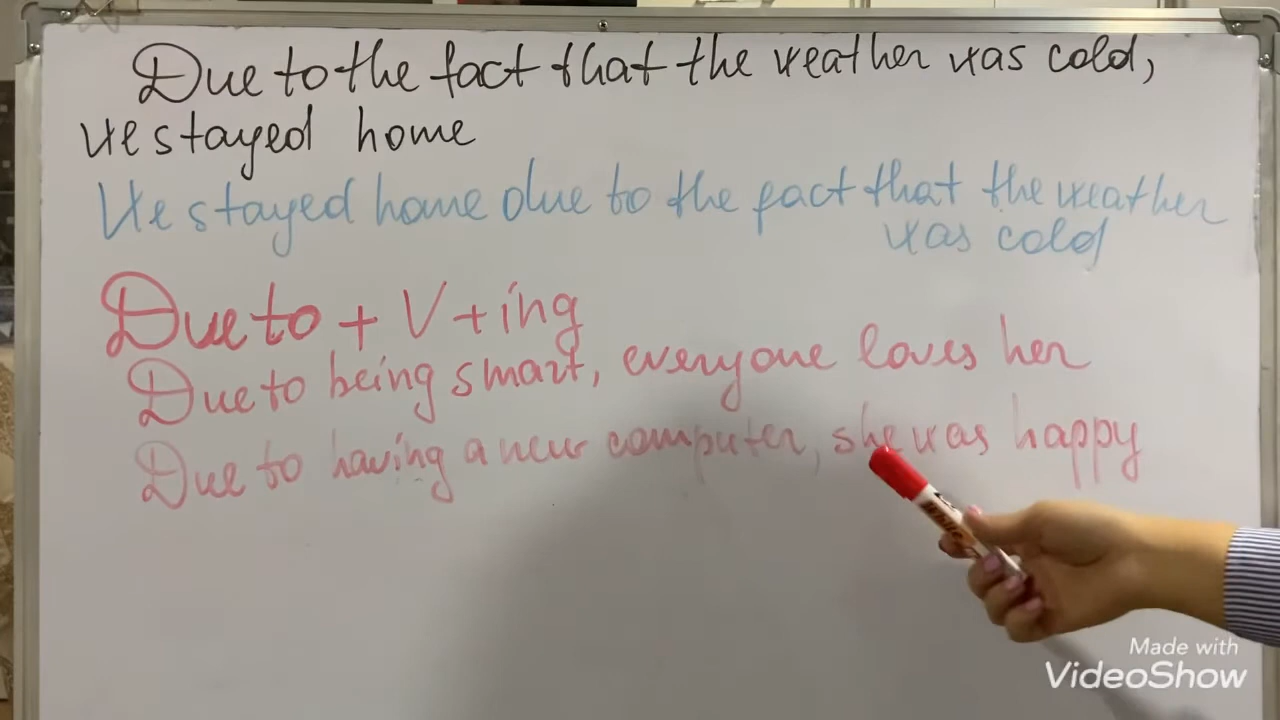 Due to the fact that the weather was cold,
we stayed home
We stayed home due to the fact that the weather
was cold
Due to + V + ing
Due to being smart, everyone loves her
Due to having a new computer, she was happy
Made with
VideoShow